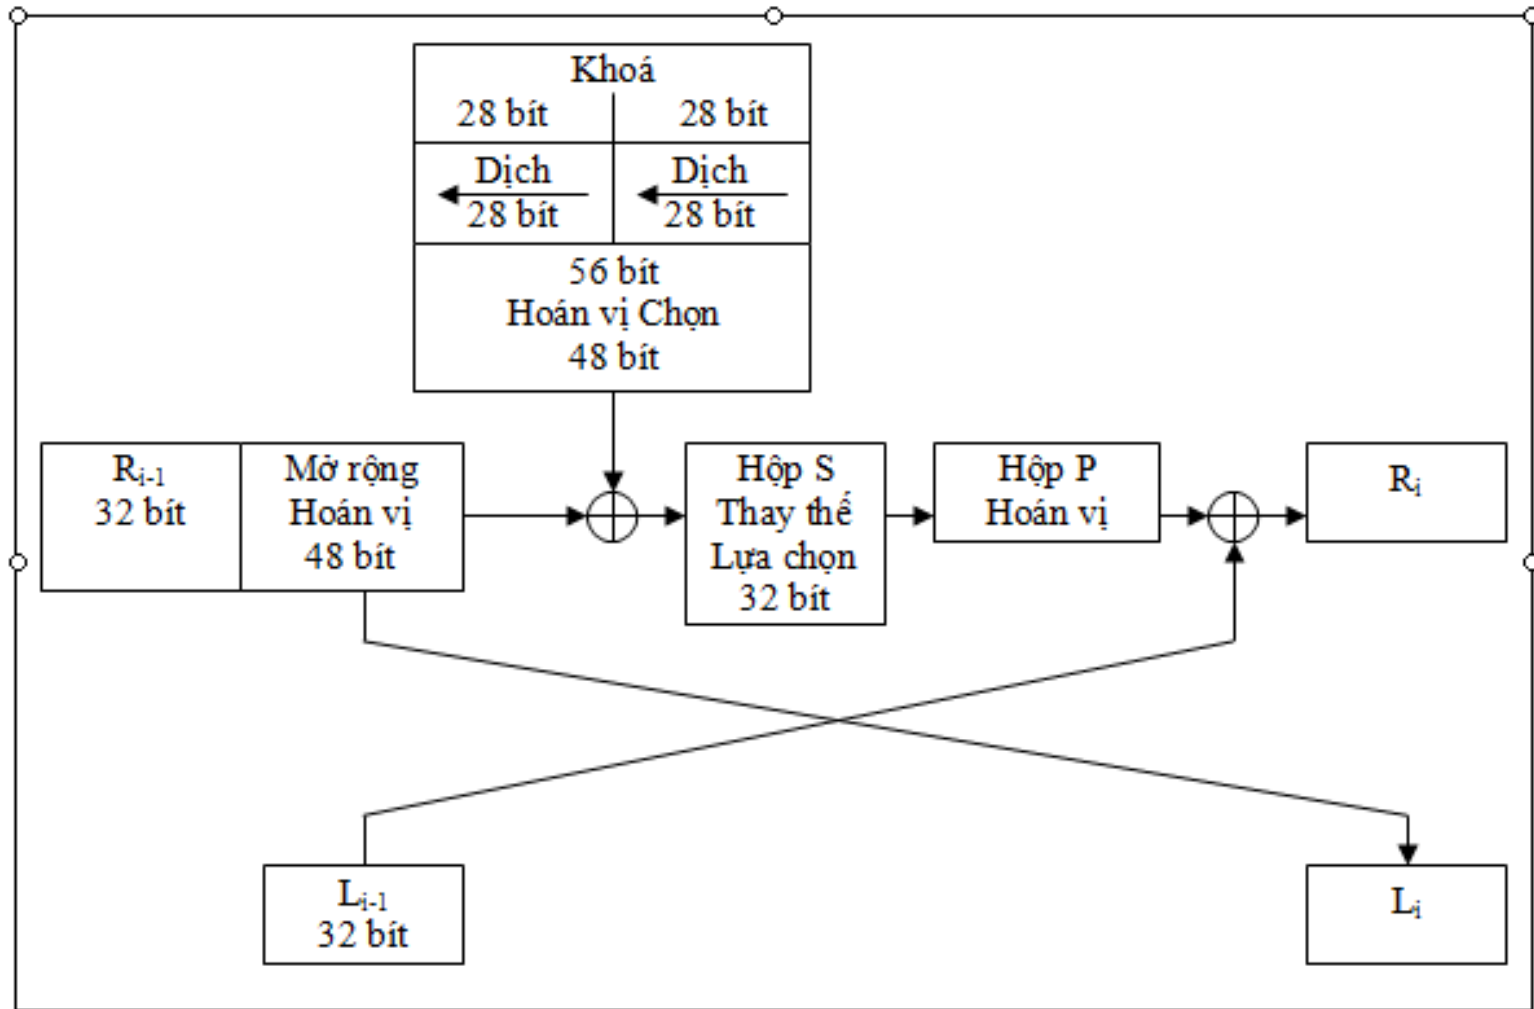 Khoá
28 bít 28 bít
Dịch Dịch
28 bít 28 bít
56 bít
Hoán vị Chọn
48 bít
Rᵢ₋₁
32 bít
Mở rộng
Hoán vị
48 bít
Hộp S
Thay thế
Lựa chọn
32 bít
Hộp P
Hoán vị
Rᵢ
Lᵢ₋₁
32 bít
Lᵢ